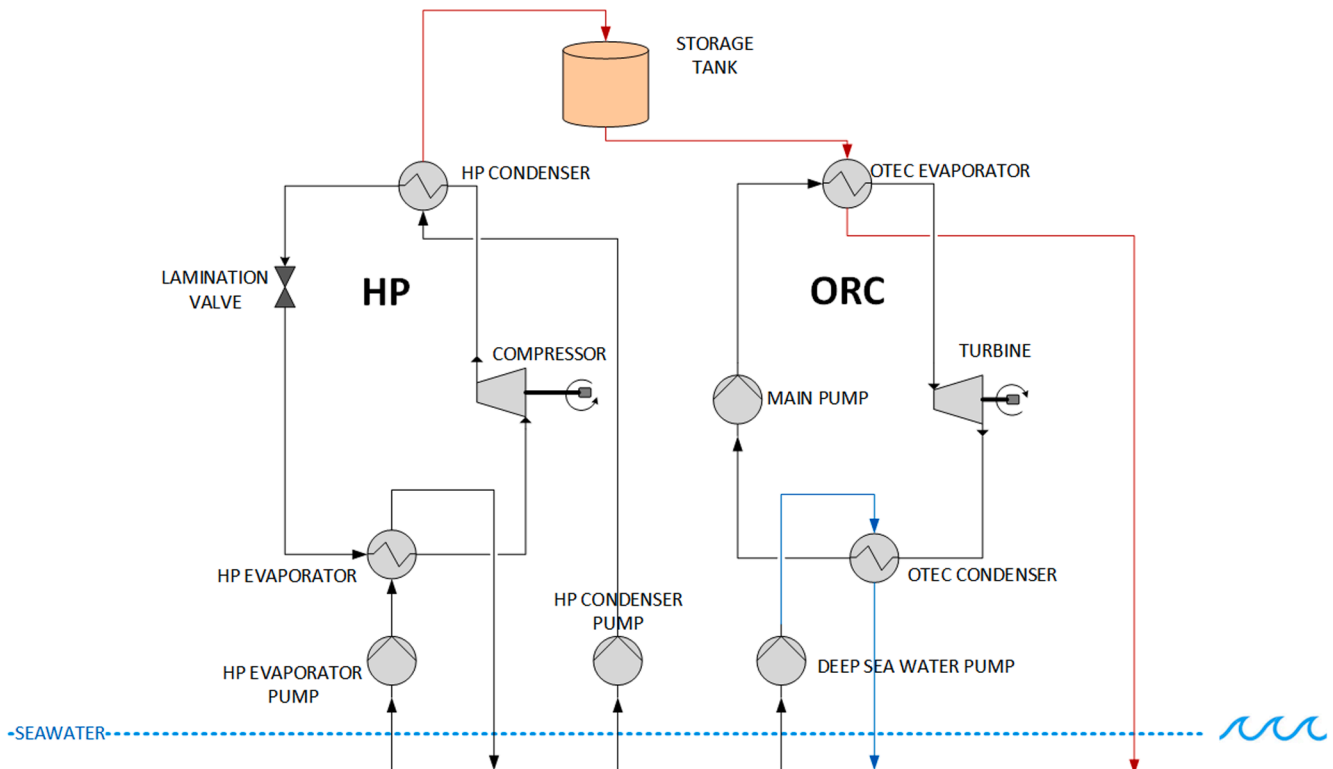 STORAGE
TANK
HP CONDENSER
OTEC EVAPORATOR
LAMINATION
VALVE
HP
ORC
COMPRESSOR
TURBINE
MAIN PUMP
HP EVAPORATOR
OTEC CONDENSER
HP CONDENSER
PUMP
HP EVAPORATOR
PUMP
DEEP SEA WATER PUMP
SEAWATER